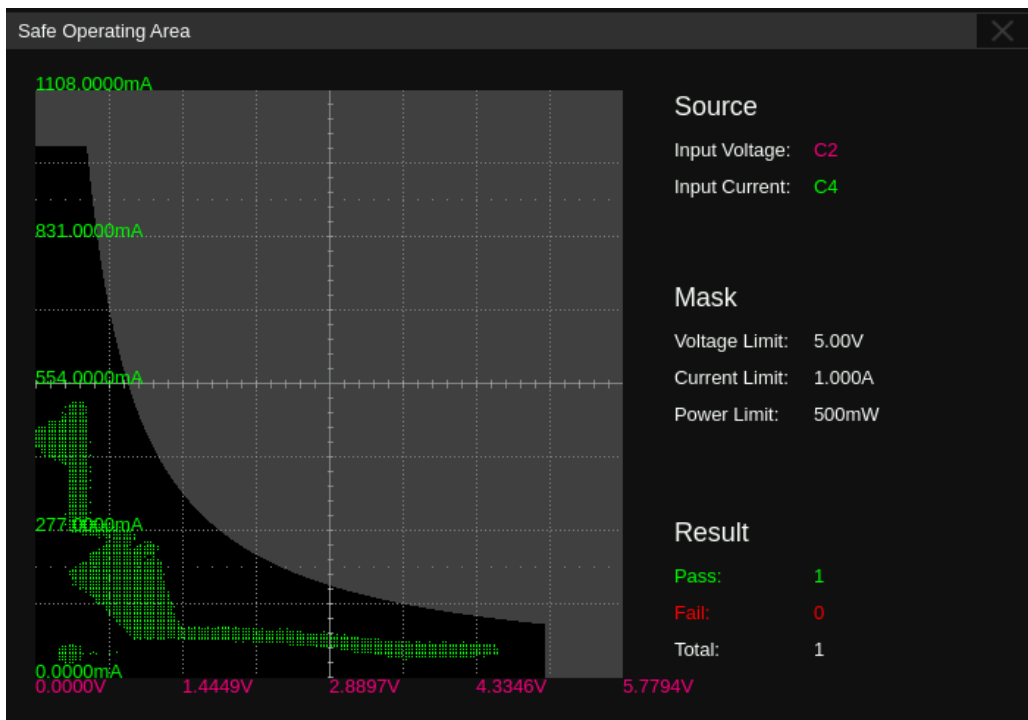 Safe Operating Area
1108.0000mA
831.0000mA
554.0000mA
277.0000mA
0.0000mA
0.0000V 1.4449V 2.8897V 4.3346V 5.7794V
Source
Input Voltage: C2
Input Current: C4
Mask
Voltage Limit: 5.00V
Current Limit: 1.000A
Power Limit: 500mW
Result
Pass: 1
Fail: 0
Total: 1